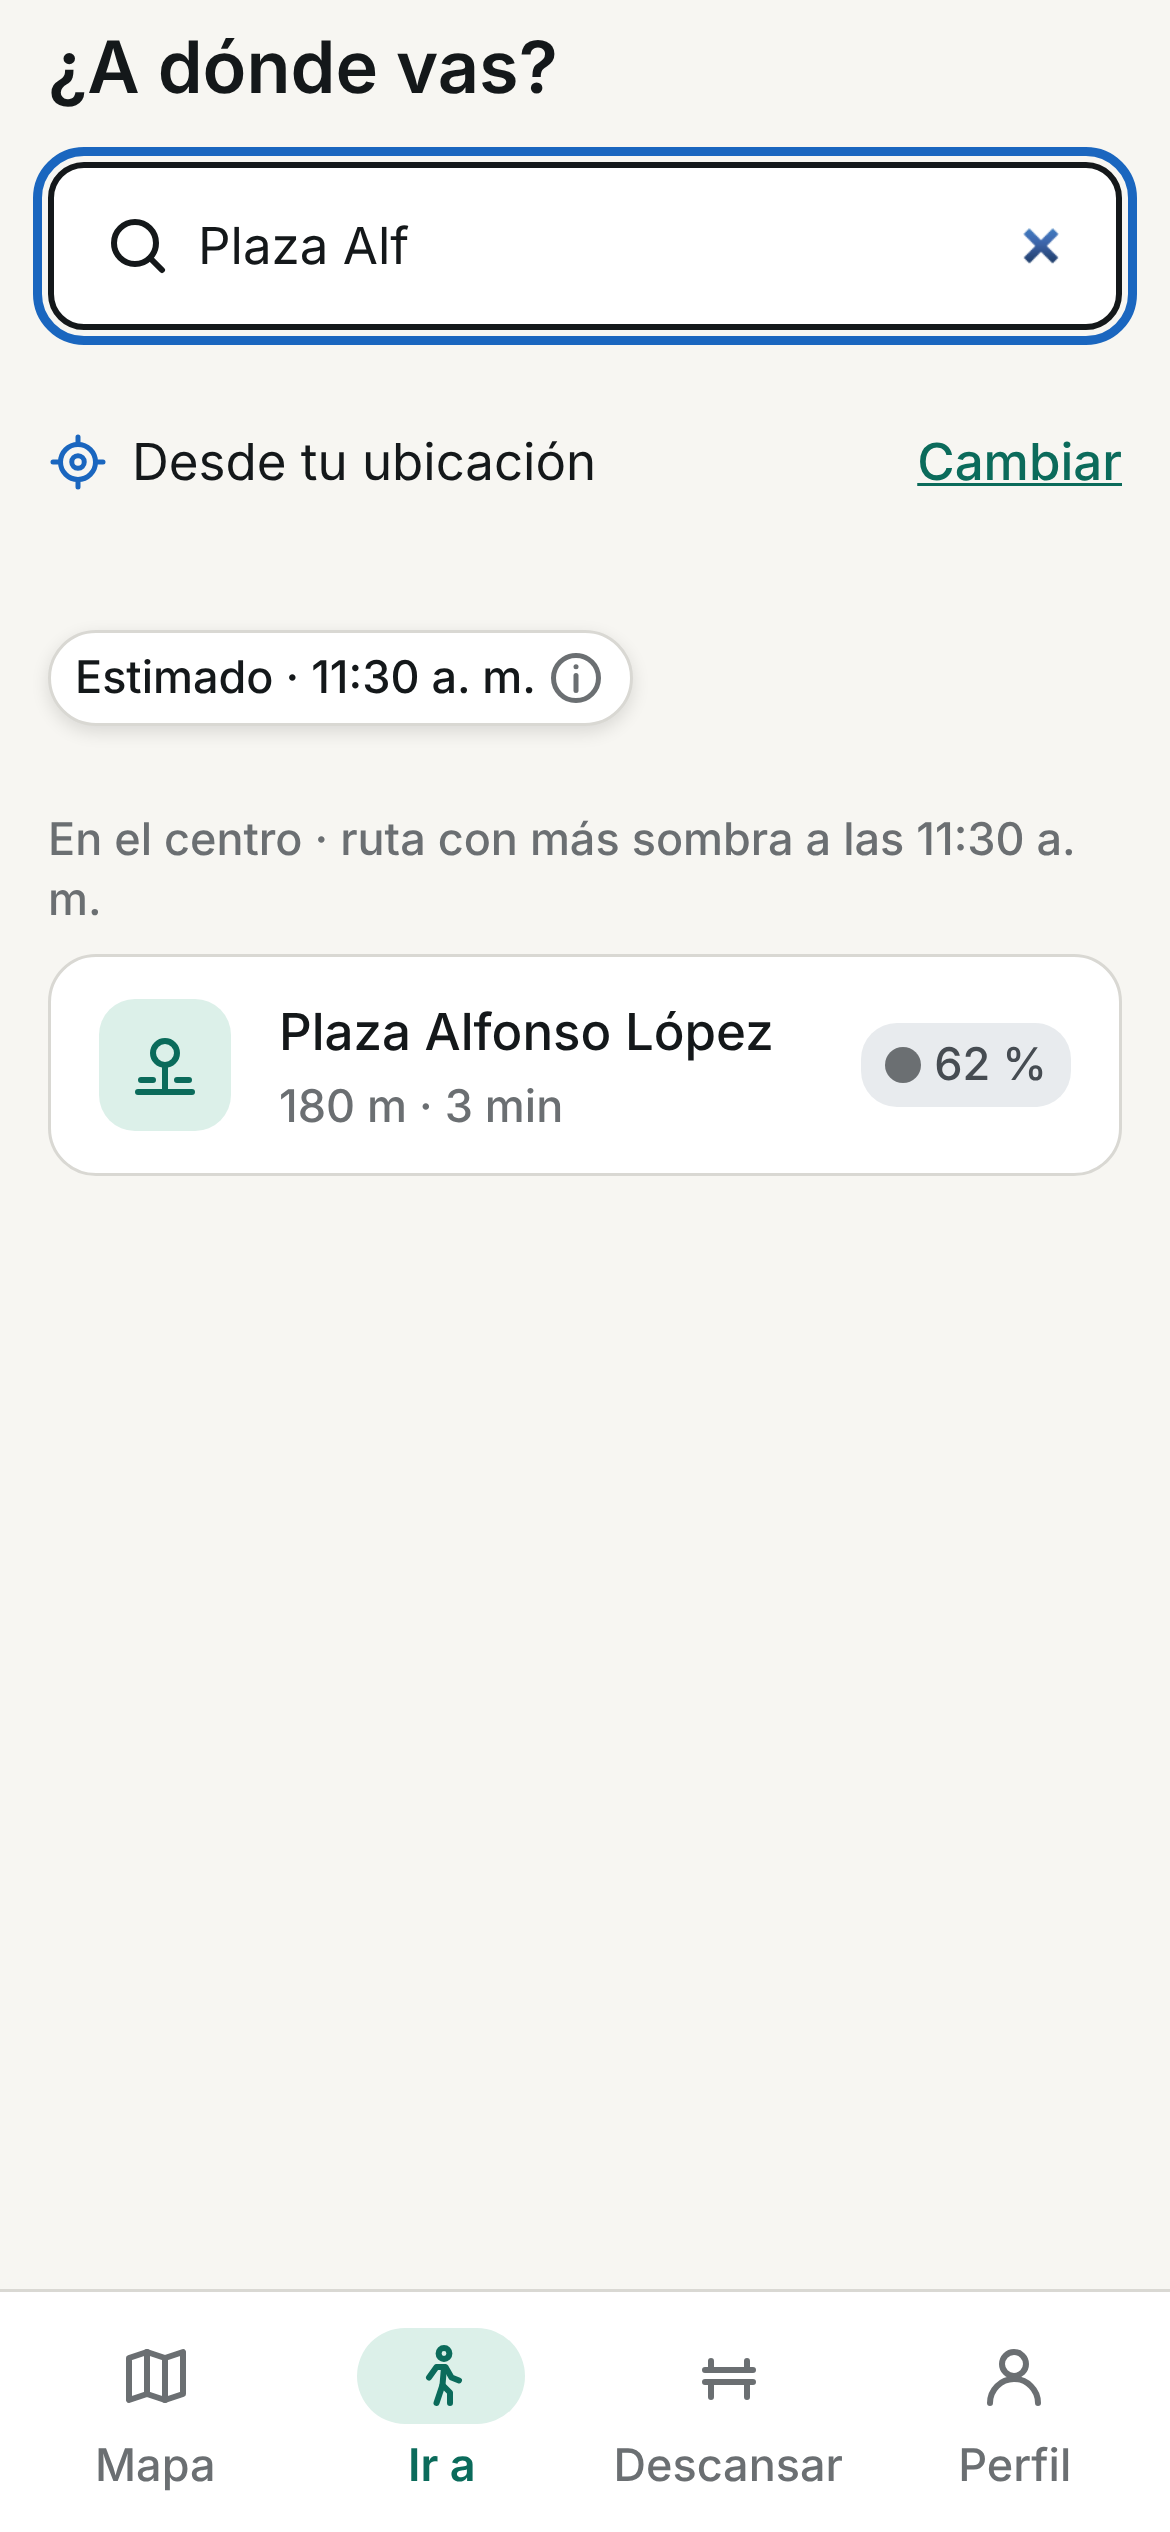 ¿A dónde vas?
Plaza Alf
Desde tu ubicación
Cambiar
Estimado · 11:30 a. m.
En el centro · ruta con más sombra a las 11:30 a.
m.
Plaza Alfonso López
180 m · 3 min
62 %
Mapa
Ir a
Descansar
Perfil